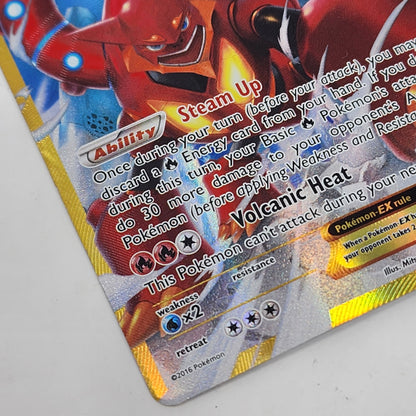 Ability Steam Up
Once during your turn (before your attack), you may
discard a Energy card from your hand. If you d
during this turn, your Basic Pokémon's atta
do 30 more damage to your opponent's A
Pokémon (before applying Weakness and Resista
Volcanic Heat
This Pokémon can't attack during your ne
Pokémon-EX rule
When a Pokémon-EX
your opponent takes 2
weakness
×2
resistance
Illus. Mits
retreat
©2016 Pokémon